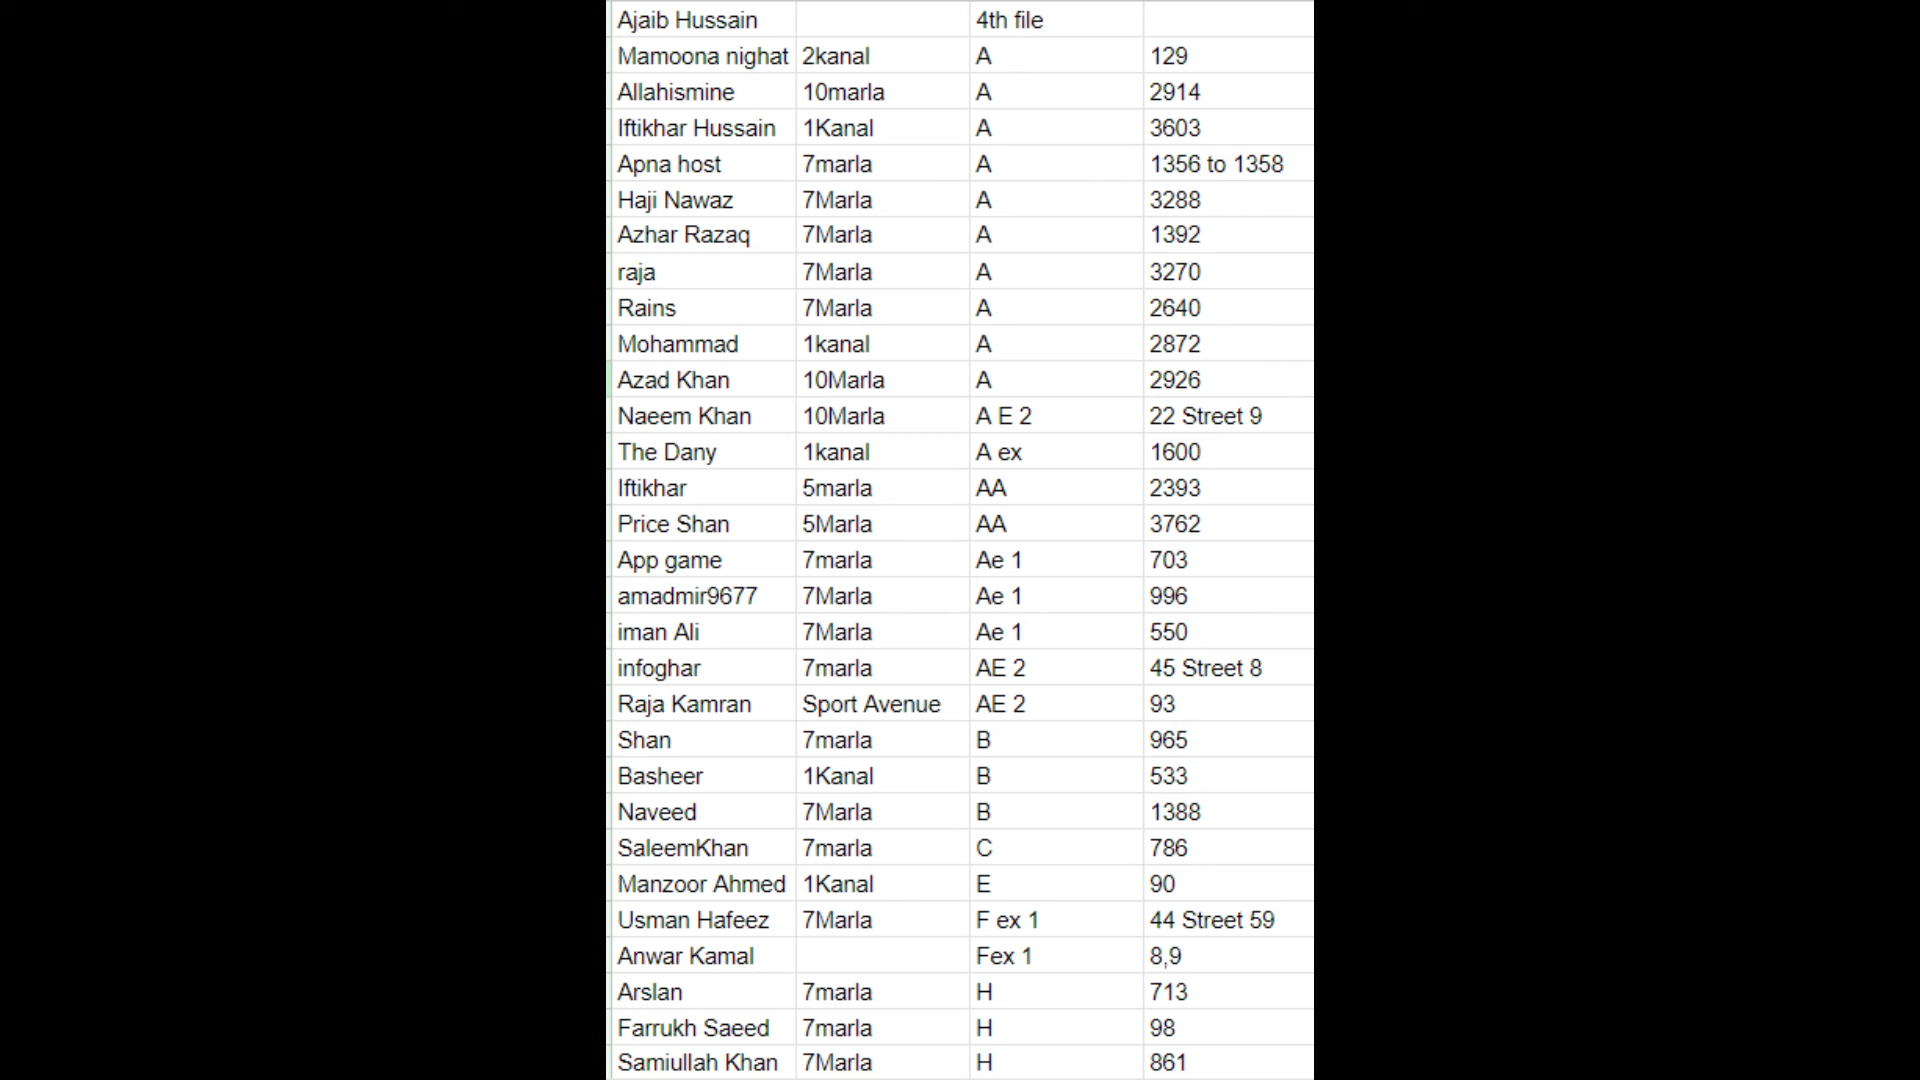 Ajaib Hussain 4th file
Mamoona nighat 2kanal A 129
Allahismine 10marla A 2914
Iftikhar Hussain 1Kanal A 3603
Apna host 7marla A 1356 to 1358
Haji Nawaz 7Marla A 3288
Azhar Razaq 7Marla A 1392
raja 7Marla A 3270
Rains 7Marla A 2640
Mohammad 1kanal A 2872
Azad Khan 10Marla A 2926
Naeem Khan 10Marla A E 2 22 Street 9
The Dany 1kanal A ex 1600
Iftikhar 5marla AA 2393
Price Shan 5Marla AA 3762
App game 7marla Ae 1 703
amadmir9677 7Marla Ae 1 996
iman Ali 7Marla Ae 1 550
infoghar 7marla AE 2 45 Street 8
Raja Kamran Sport Avenue AE 2 93
Shan 7marla B 965
Basheer 1Kanal B 533
Naveed 7Marla B 1388
SaleemKhan 7marla C 786
Manzoor Ahmed 1Kanal E 90
Usman Hafeez 7Marla F ex 1 44 Street 59
Anwar Kamal Fex 1 8,9
Arslan 7marla H 713
Farrukh Saeed 7marla H 98
Samiullah Khan 7Marla H 861